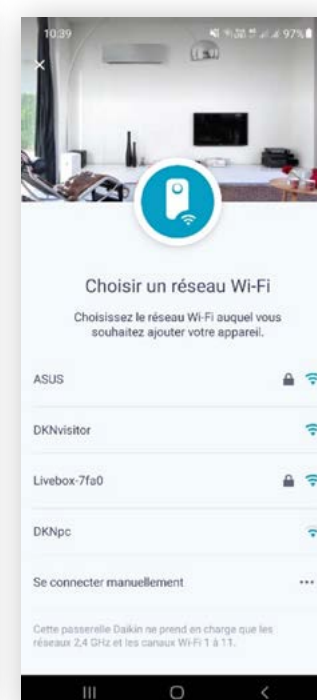 10:39
97%
Choisir un réseau Wi-Fi
Choisissez le réseau Wi-Fi auquel vous
souhaitez ajouter votre appareil.
ASUS
DKNvisitor
Livebox-7fa0
DKNpc
Se connecter manuellement
Cette passerelle Daikin ne prend en charge que les
réseaux 2,4 GHz et les canaux Wi-Fi 1 à 11.